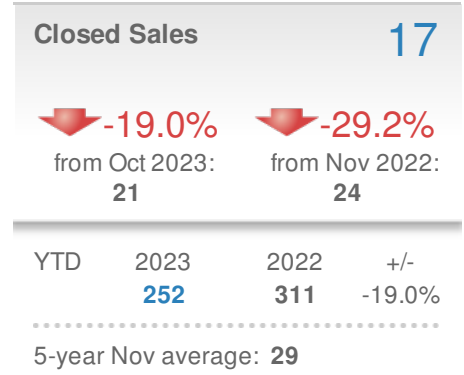 Closed Sales 17
-19.0% -29.2%
from Oct 2023: from Nov 2022:
21 24
YTD 2023 2022 +/-
252 311 -19.0%
5-year Nov average: 29